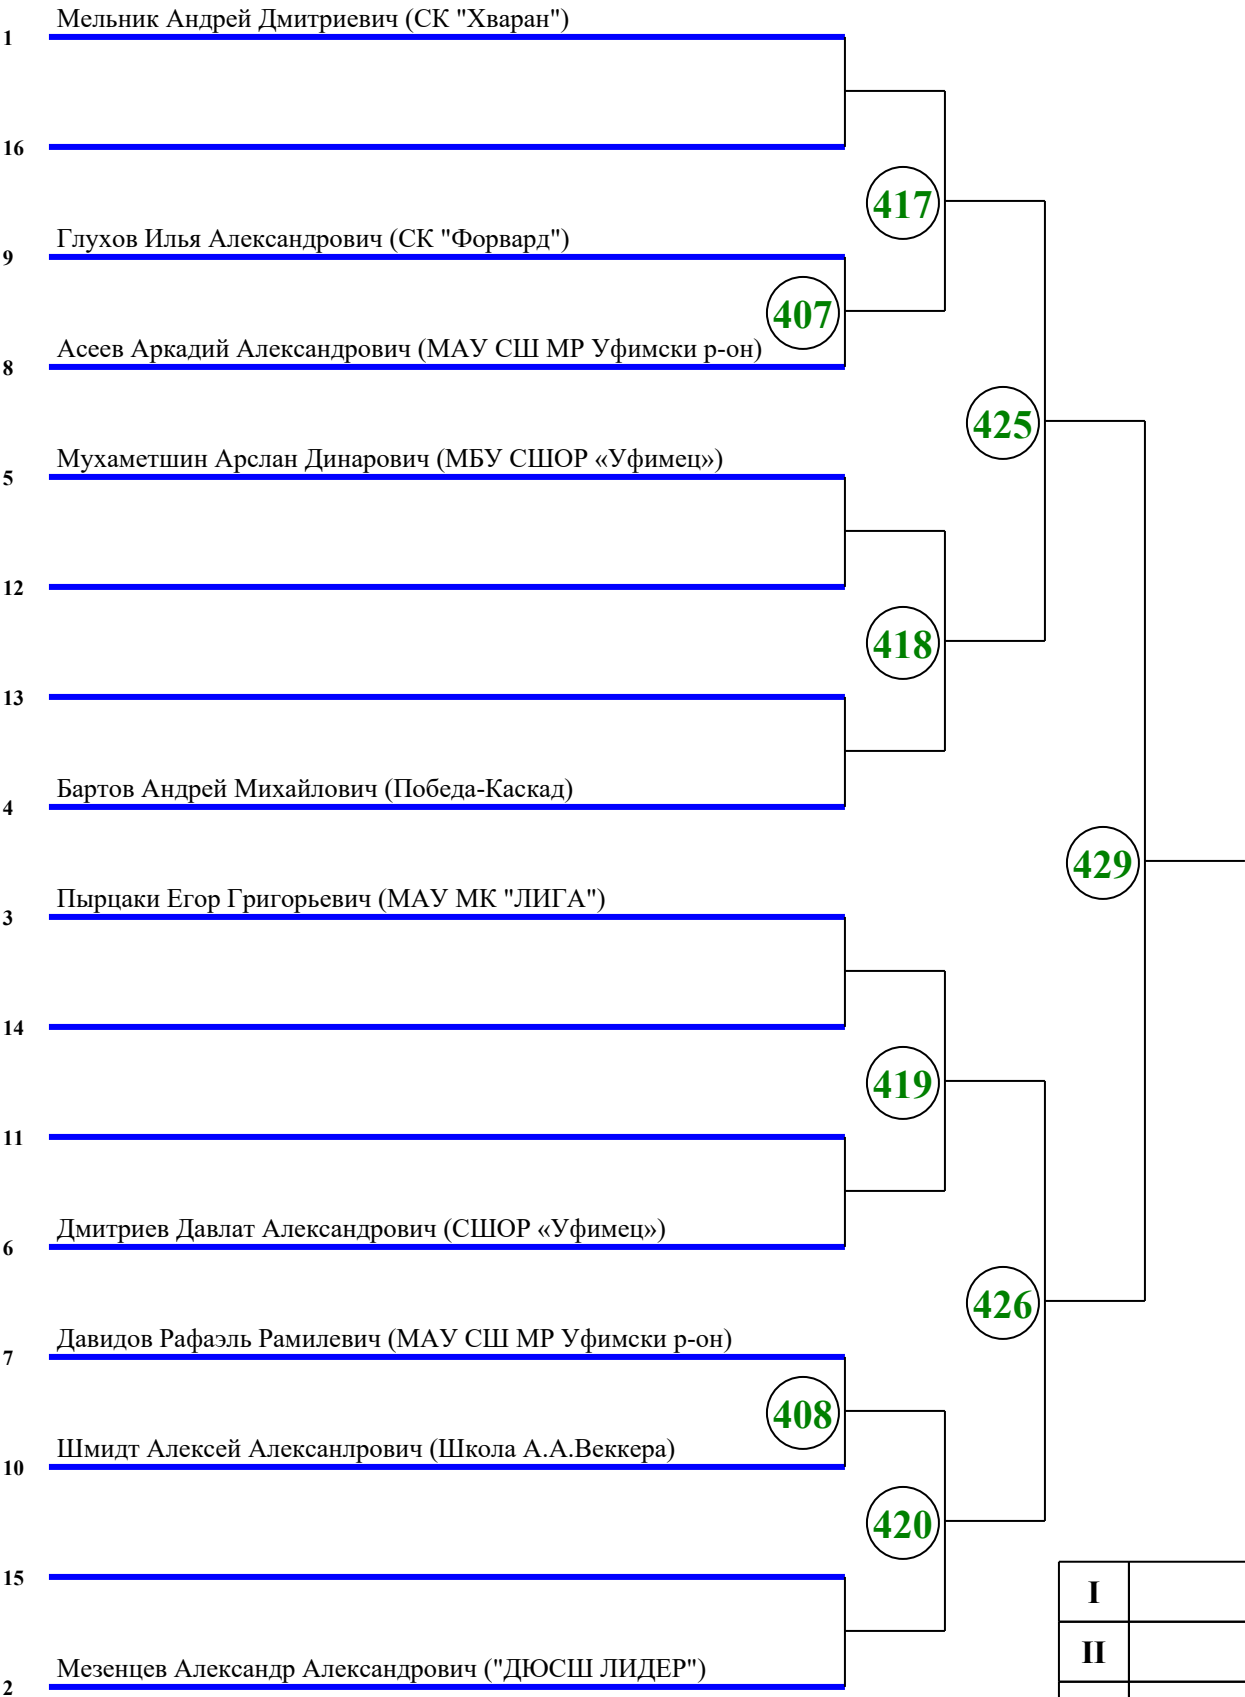 Мельник Андрей Дмитриевич (СК "Хваран")
1
16
417
Глухов Илья Александрович (СК "Форвард")
9
407
Асеев Аркадий Александрович (МАУ СШ МР Уфимски р-он)
8
425
Мухаметшин Арслан Динарович (МБУ СШОР «Уфимец»)
5
12
418
13
Бартов Андрей Михайлович (Победа-Каскад)
4
429
Пырцаки Егор Григорьевич (МАУ МК "ЛИГА")
3
14
419
11
Дмитриев Давлат Александрович (СШОР «Уфимец»)
6
426
Давидов Рафаэль Рамилевич (МАУ СШ МР Уфимски р-он)
7
408
Шмидт Алексей Алексанлрович (Школа А.А.Веккера)
10
420
15
I
II
Мезенцев Александр Александрович ("ДЮСШ ЛИДЕР")
2